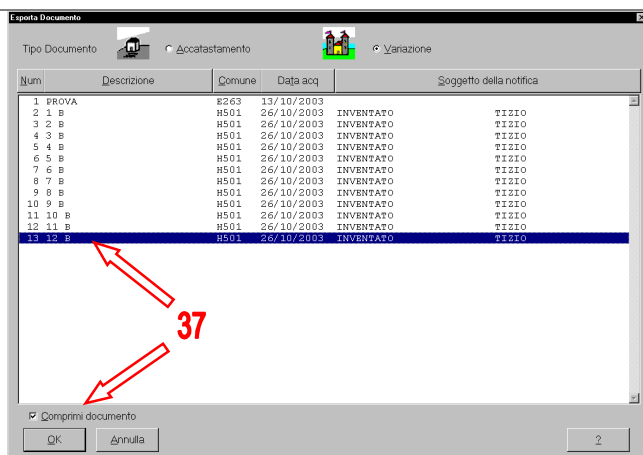 Esporta Documento
Tipo Documento Accatastamento Variazione
Num Descrizione Comune Data acq Soggetto della notifica
1 PROVA E263 13/10/2003
2 1 B H501 26/10/2003 INVENTATO TIZIO
3 2 B H501 26/10/2003 INVENTATO TIZIO
4 3 B H501 26/10/2003 INVENTATO TIZIO
5 4 B H501 26/10/2003 INVENTATO TIZIO
6 5 B H501 26/10/2003 INVENTATO TIZIO
7 6 B H501 26/10/2003 INVENTATO TIZIO
8 7 B H501 26/10/2003 INVENTATO TIZIO
9 8 B H501 26/10/2003 INVENTATO TIZIO
10 9 B H501 26/10/2003 INVENTATO TIZIO
11 10 B H501 26/10/2003 INVENTATO TIZIO
12 11 B H501 26/10/2003 INVENTATO TIZIO
13 12 B H501 26/10/2003 INVENTATO TIZIO
37
Comprimi documento
OK Annulla ?